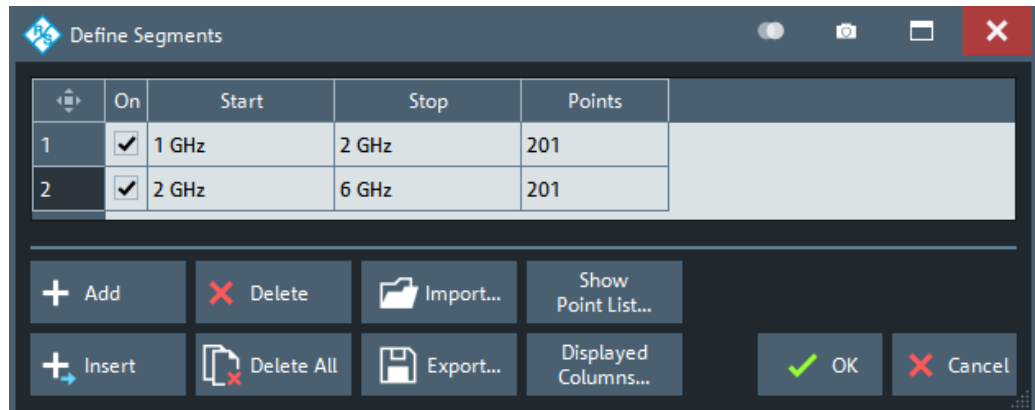 R&S Define Segments
On Start Stop Points
1 1 GHz 2 GHz 201
2 2 GHz 6 GHz 201
Add Delete Import... Show
Point List...
Insert Delete All Export... Displayed
Columns...
OK Cancel